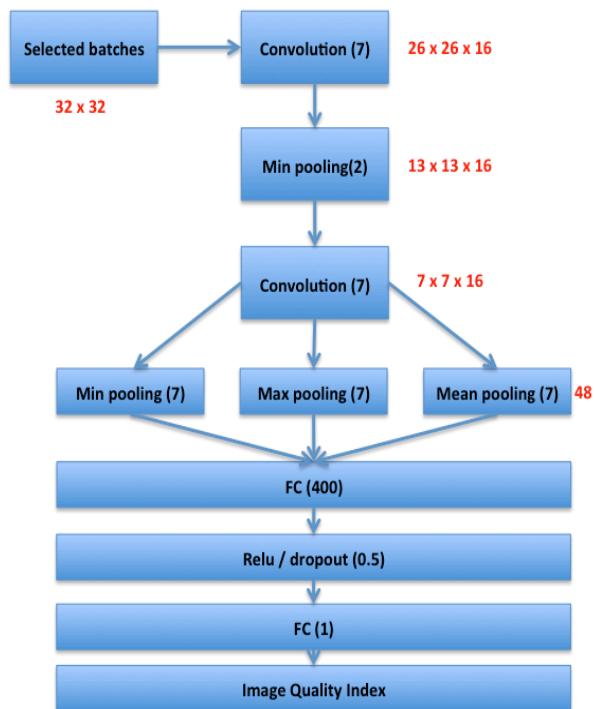 Selected batches
Convolution (7)
26 x 26 x 16
32 x 32
Min pooling(2)
13 x 13 x 16
Convolution (7)
7 x 7 x 16
Min pooling (7)
Max pooling (7)
Mean pooling (7)
48
FC (400)
Relu / dropout (0.5)
FC (1)
Image Quality Index